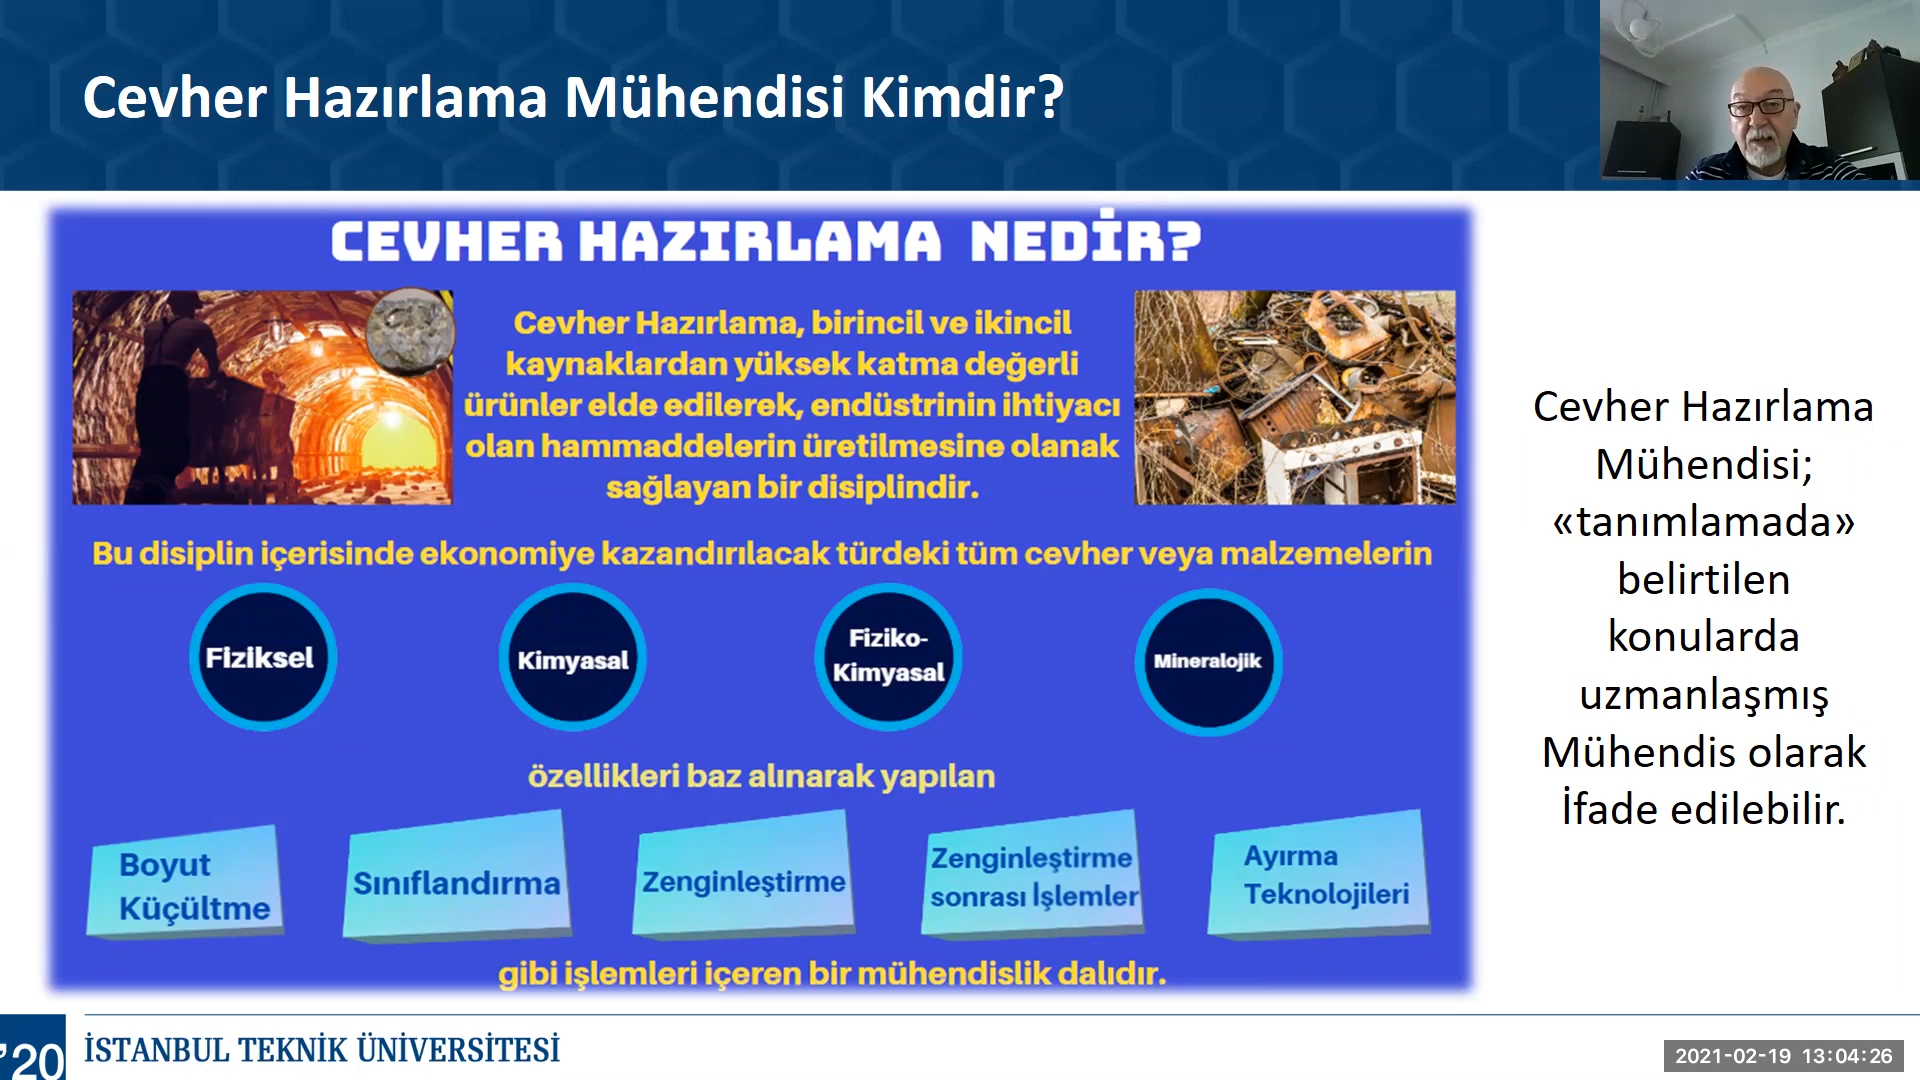 Cevher Hazırlama Mühendisi Kimdir?
CEVHER HAZIRLAMA NEDİR?
Cevher Hazırlama, birincil ve ikincil
kaynaklardan yüksek katma değerli
ürünler elde edilerek, endüstrinin ihtiyacı
olan hammaddelerin üretilmesine olanak
sağlayan bir disiplindir.
Bu disiplin içerisinde ekonomiye kazandırılacak türdeki tüm cevher veya malzemelerin
Fiziksel
Kimyasal
Fiziko-
Kimyasal
Mineralojik
özellikleri baz alınarak yapılan
Boyut
Küçültme
Sınıflandırma
Zenginleştirme
Zenginleştirme
sonrası İşlemler
Ayırma
Teknolojileri
gibi işlemleri içeren bir mühendislik dalıdır.
Cevher Hazırlama
Mühendisi;
«tanımlamada»
belirtilen
konularda
uzmanlaşmış
Mühendis olarak
İfade edilebilir.
'20
İSTANBUL TEKNİK ÜNİVERSİTESİ
2021-02-19 13:04:26